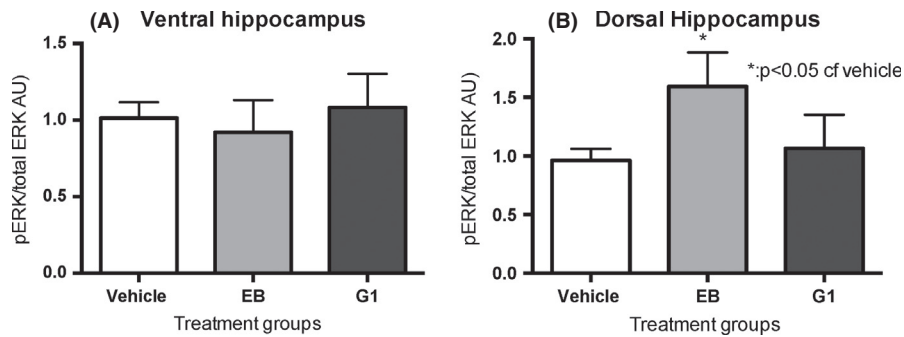 (A) Ventral hippocampus
pERK/total ERK AU)
1.5
1.0
0.5
0.0
Vehicle EB G1
Treatment groups
(B) Dorsal Hippocampus
pERK/total ERK AU)
2.0
1.5
1.0
0.5
0.0
*
*:p<0.05 cf vehicle
Vehicle EB G1
Treatment groups